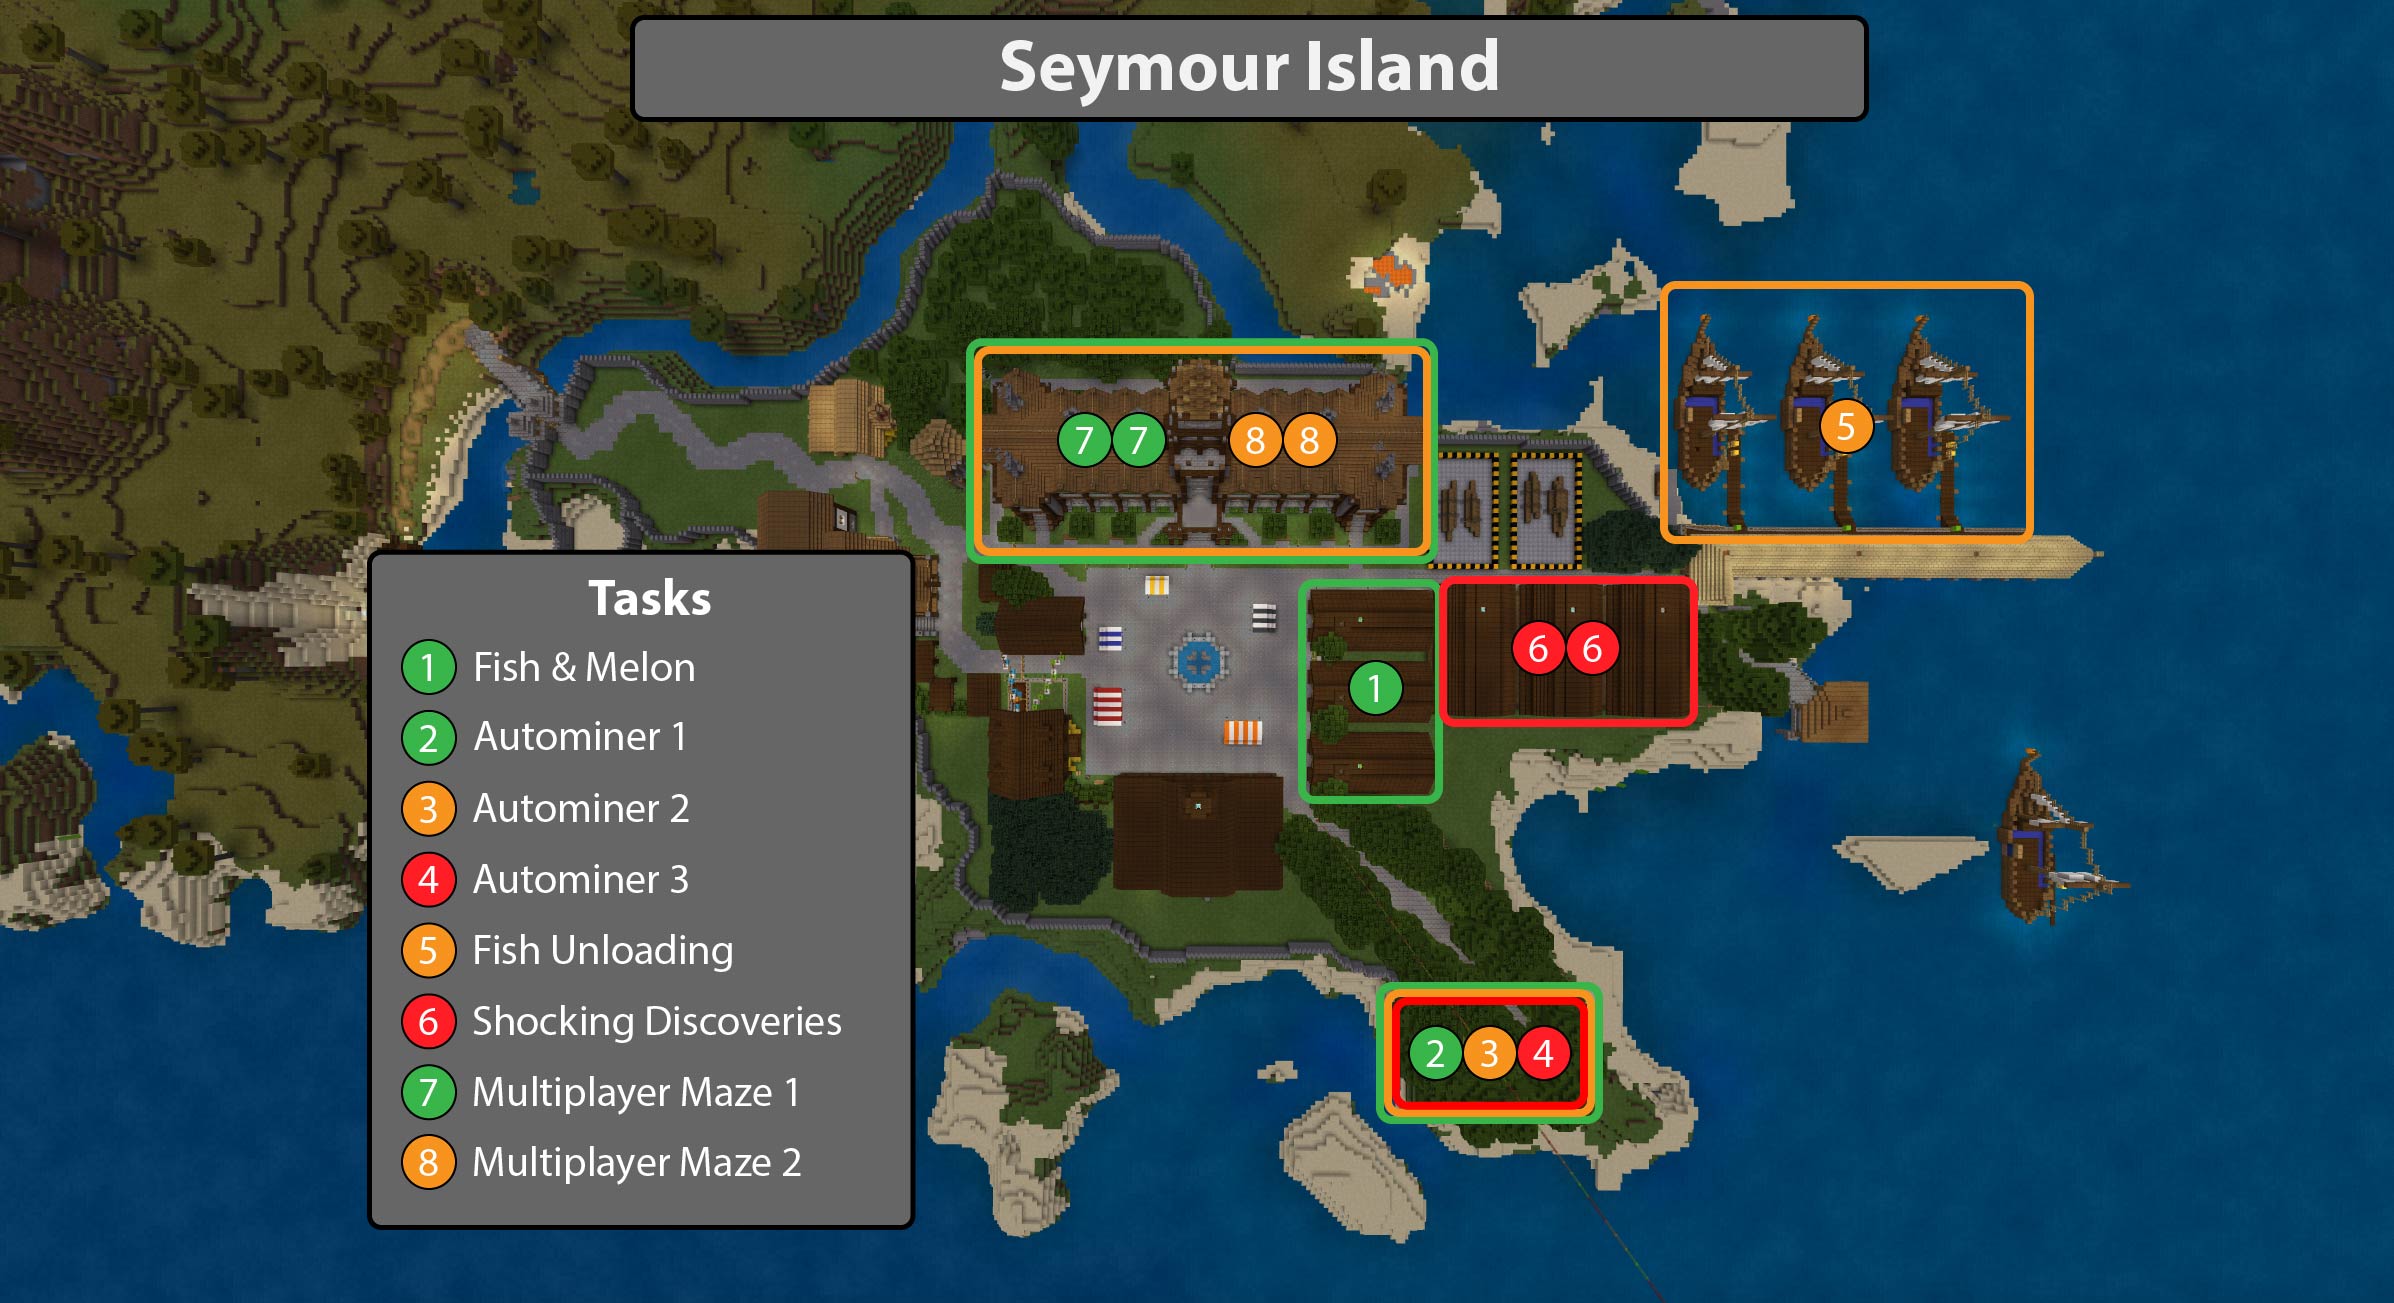 Seymour Island
7 7 8 8
5
6 6
1
Tasks
1 Fish & Melon
2 Autominer 1
3 Autominer 2
4 Autominer 3
5 Fish Unloading
6 Shocking Discoveries
7 Multiplayer Maze 1
8 Multiplayer Maze 2
2 3 4